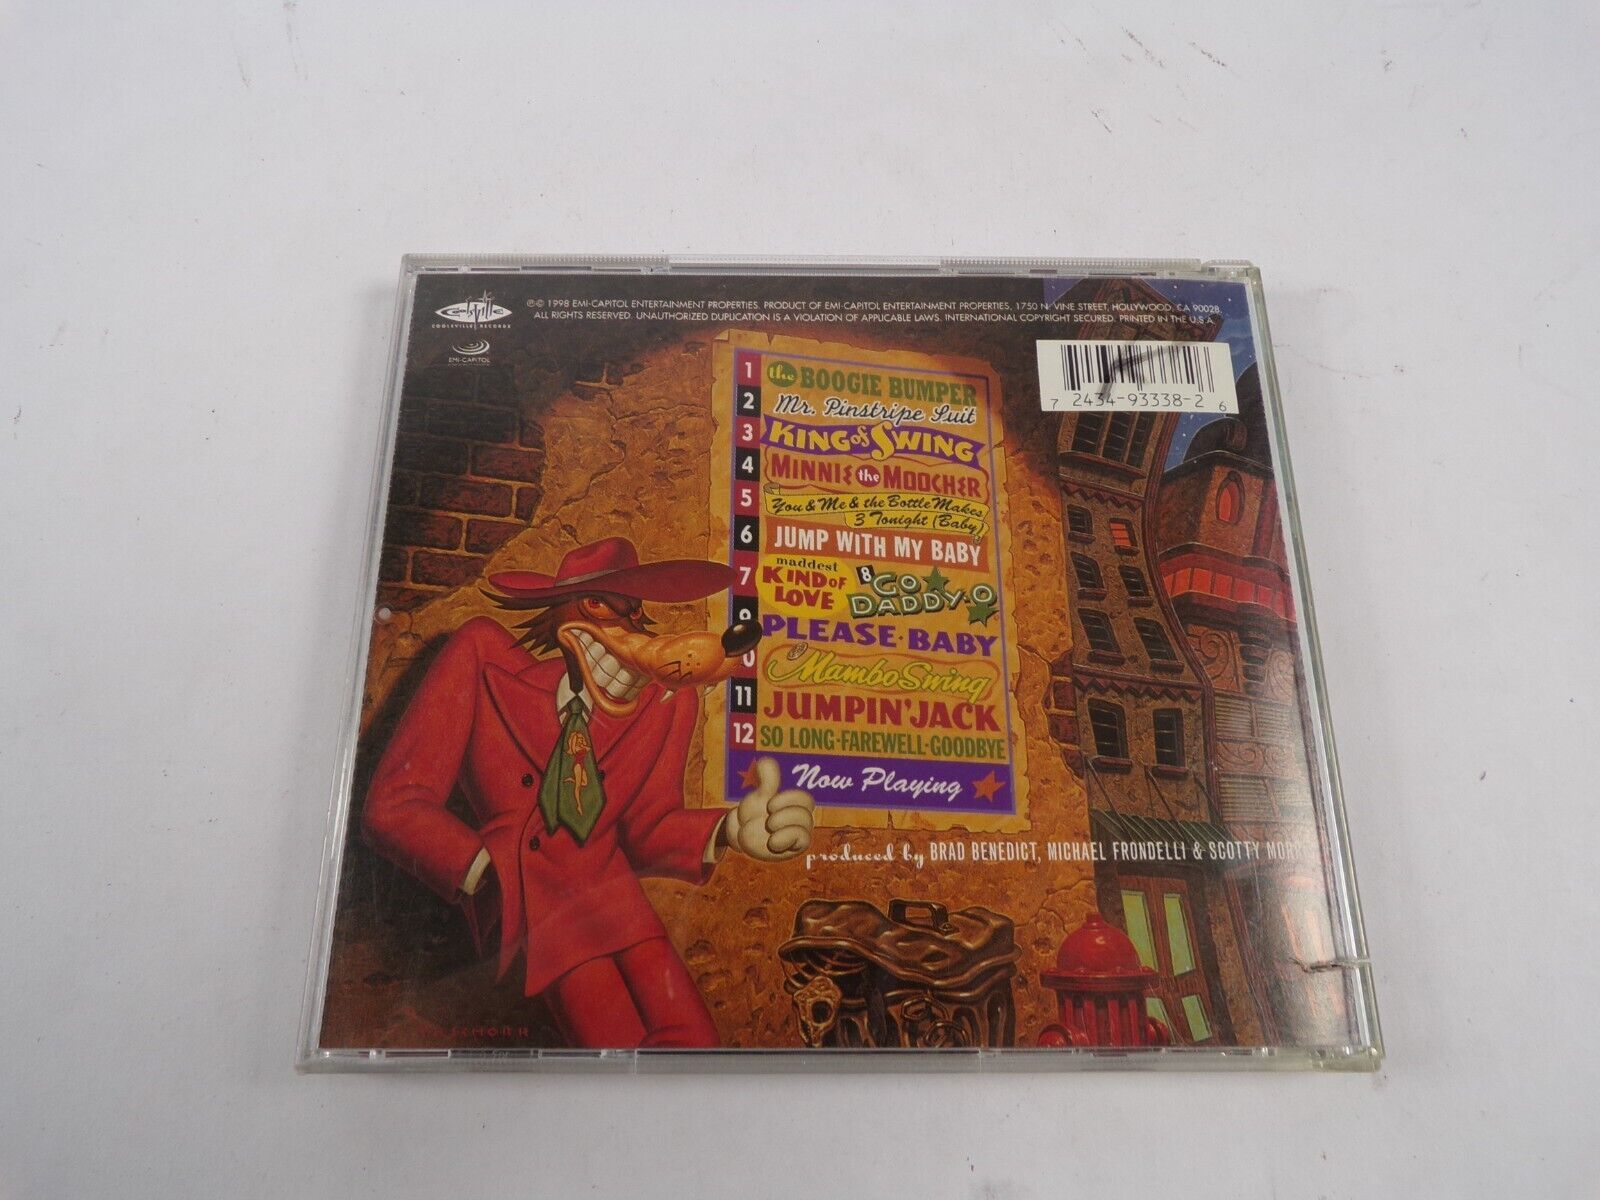 Coolsville
COOLSVILLE RECORDS
EMI-CAPITOL
℗© 1998 EMI-CAPITOL ENTERTAINMENT PROPERTIES. PRODUCT OF EMI-CAPITOL ENTERTAINMENT PROPERTIES, 1750 N. VINE STREET, HOLLYWOOD, CA 90028.
ALL RIGHTS RESERVED. UNAUTHORIZED DUPLICATION IS A VIOLATION OF APPLICABLE LAWS. INTERNATIONAL COPYRIGHT SECURED. PRINTED IN THE U.S.A.
7 24349-93338-2 6
1 the BOOGIE BUMPER
2 Mr. Pinstripe Suit
3 KING of SWING
4 MINNIE the MOOCHER
5 You & Me & the Bottle Makes
3 Tonight (Baby)
6 JUMP WITH MY BABY
7 maddest KIND OF LOVE
8 GO DADDY-O
9 PLEASE-BABY
0 Mambo Swing
11 JUMPIN' JACK
12 SO LONG-FAREWELL-GOODBYE
Now Playing
produced by BRAD BENEDICT, MICHAEL FRONDELLI & SCOTTY